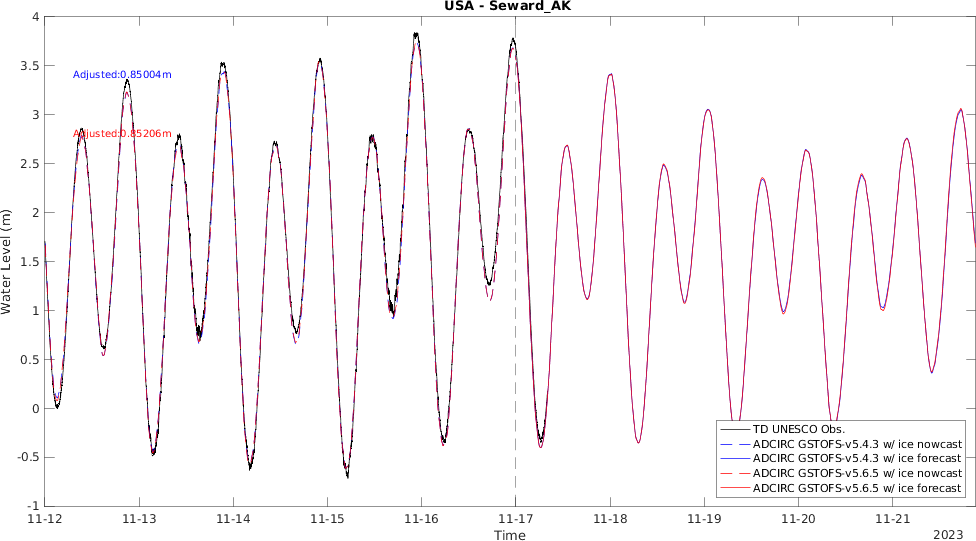 USA - Seward_AK
Water Level (m)
4
3.5
3
2.5
2
1.5
1
0.5
0
-0.5
-1
Adjusted:0.85004m
Adjusted:0.85206m
TD UNESCO Obs.
ADCIRC GSTOFS-v5.4.3 w/ ice nowcast
ADCIRC GSTOFS-v5.4.3 w/ ice forecast
ADCIRC GSTOFS-v5.6.5 w/ ice nowcast
ADCIRC GSTOFS-v5.6.5 w/ ice forecast
11-12 11-13 11-14 11-15 11-16 11-17 11-18 11-19 11-20 11-21
Time
2023